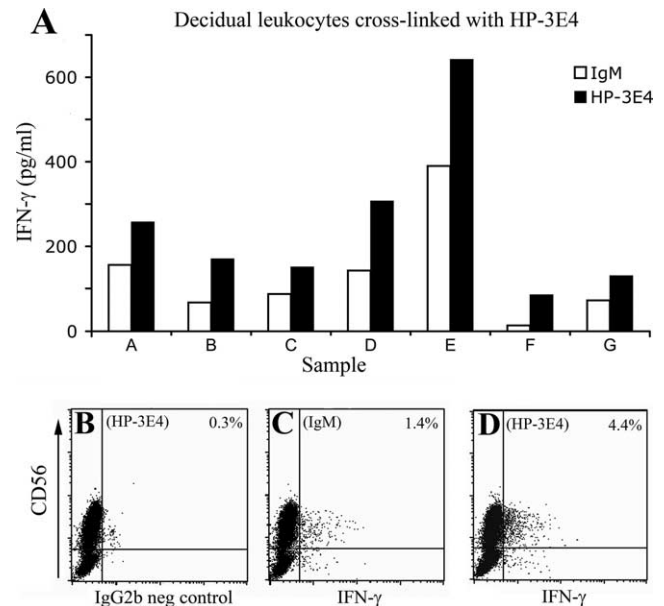 A
Decidual leukocytes cross-linked with HP-3E4
IFN-γ (pg/ml)
600
400
200
0
IgM
HP-3E4
A B C D E F G
Sample
B (HP-3E4) 0.3%
C (IgM) 1.4%
D (HP-3E4) 4.4%
CD56
IgG2b neg control
IFN-γ
IFN-γ